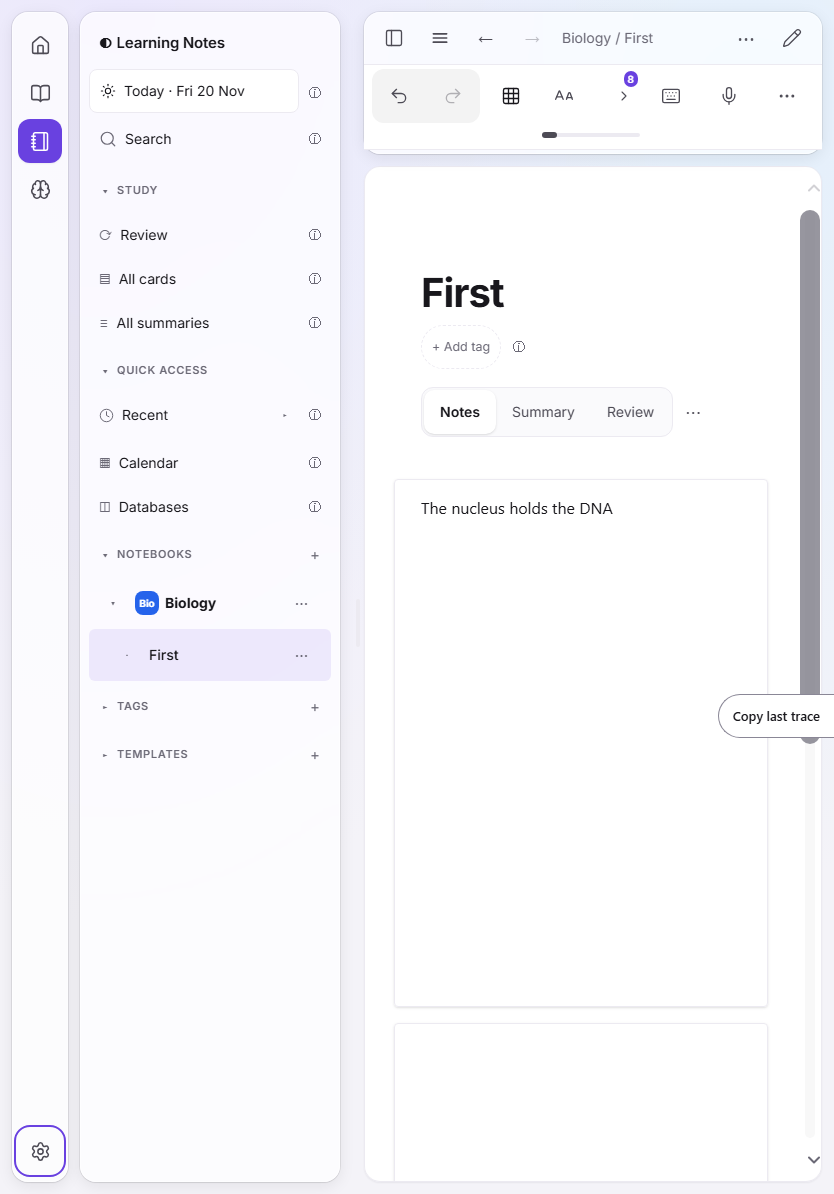 Learning Notes
Today · Fri 20 Nov
Search
STUDY
Review
All cards
All summaries
QUICK ACCESS
Recent
Calendar
Databases
NOTEBOOKS
Bio Biology
First
TAGS
TEMPLATES
Biology / First
AA
8
First
+ Add tag
Notes Summary Review
The nucleus holds the DNA
Copy last trace